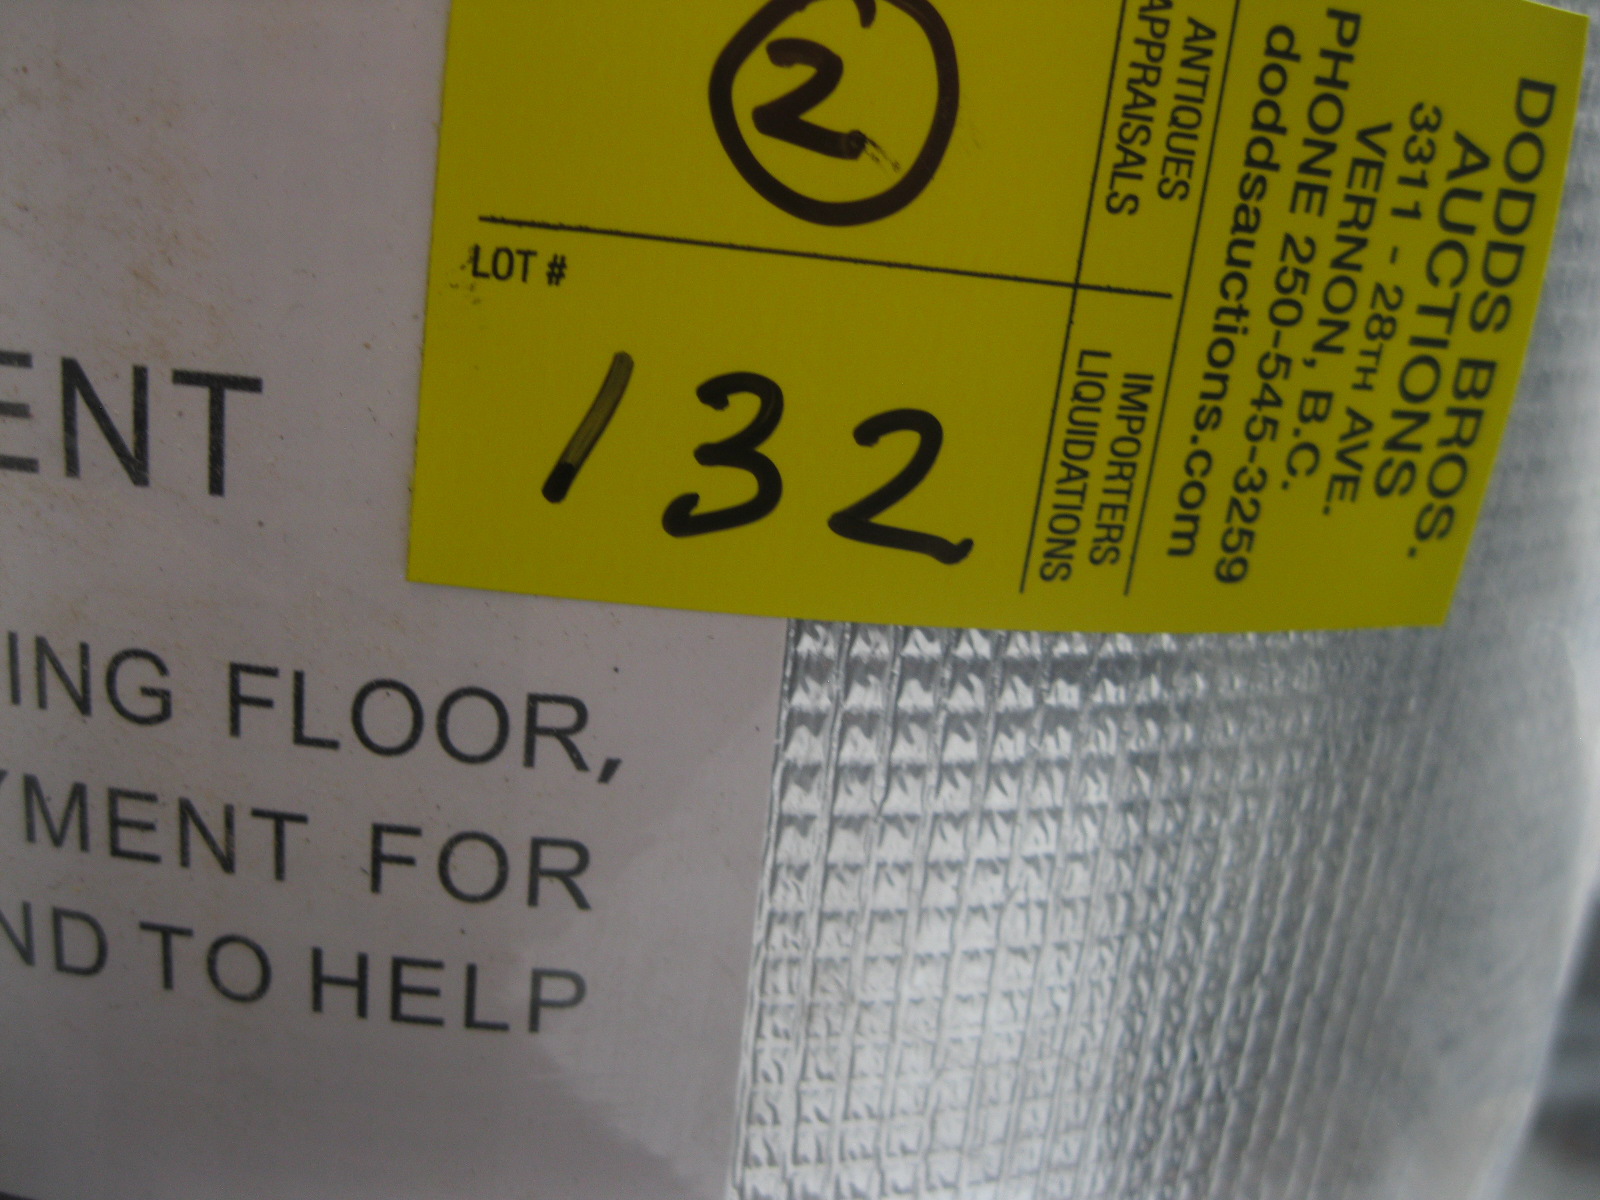 DODDS BROS.
AUCTIONS
3311 - 28TH AVE.
VERNON, B.C.
PHONE 250-545-3259
doddsauctions.com
ANTIQUES
APPRAISALS
IMPORTERS
LIQUIDATIONS
2
LOT #
132
ENT
ING FLOOR,
YMENT FOR
ND TO HELP